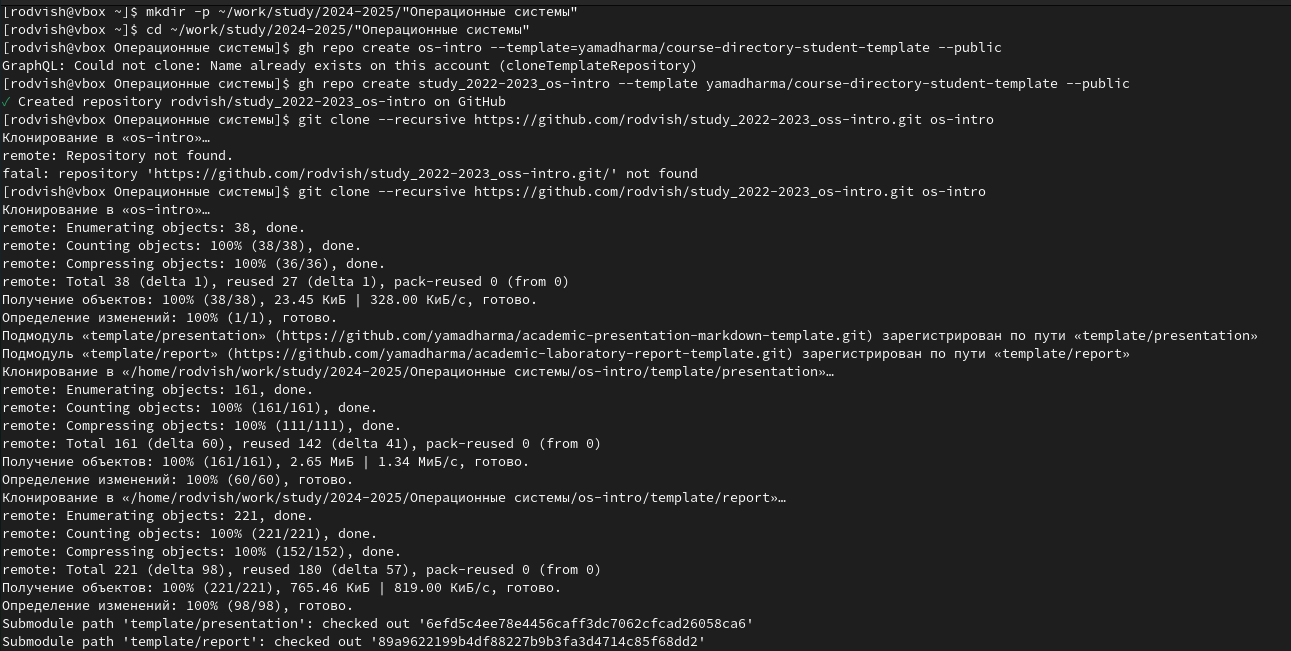 [rodvish@vbox ~]$ mkdir -p ~/work/study/2024-2025/"Операционные системы"
[rodvish@vbox ~]$ cd ~/work/study/2024-2025/"Операционные системы"
[rodvish@vbox Операционные системы]$ gh repo create os-intro --template=yamadharma/course-directory-student-template --public
GraphQL: Could not clone: Name already exists on this account (cloneTemplateRepository)
[rodvish@vbox Операционные системы]$ gh repo create study_2022-2023_os-intro --template yamadharma/course-directory-student-template --public
✓ Created repository rodvish/study_2022-2023_os-intro on GitHub
[rodvish@vbox Операционные системы]$ git clone --recursive https://github.com/rodvish/study_2022-2023_oss-intro.git os-intro
Клонирование в «os-intro»…
remote: Repository not found.
fatal: repository 'https://github.com/rodvish/study_2022-2023_oss-intro.git/' not found
[rodvish@vbox Операционные системы]$ git clone --recursive https://github.com/rodvish/study_2022-2023_os-intro.git os-intro
Клонирование в «os-intro»…
remote: Enumerating objects: 38, done.
remote: Counting objects: 100% (38/38), done.
remote: Compressing objects: 100% (36/36), done.
remote: Total 38 (delta 1), reused 27 (delta 1), pack-reused 0 (from 0)
Получение объектов: 100% (38/38), 23.45 КиБ | 328.00 КиБ/с, готово.
Определение изменений: 100% (1/1), готово.
Подмодуль «template/presentation» (https://github.com/yamadharma/academic-presentation-markdown-template.git) зарегистрирован по пути «template/presentation»
Подмодуль «template/report» (https://github.com/yamadharma/academic-laboratory-report-template.git) зарегистрирован по пути «template/report»
Клонирование в «/home/rodvish/work/study/2024-2025/Операционные системы/os-intro/template/presentation»…
remote: Enumerating objects: 161, done.
remote: Counting objects: 100% (161/161), done.
remote: Compressing objects: 100% (111/111), done.
remote: Total 161 (delta 60), reused 142 (delta 41), pack-reused 0 (from 0)
Получение объектов: 100% (161/161), 2.65 МиБ | 1.34 МиБ/с, готово.
Определение изменений: 100% (60/60), готово.
Клонирование в «/home/rodvish/work/study/2024-2025/Операционные системы/os-intro/template/report»…
remote: Enumerating objects: 221, done.
remote: Counting objects: 100% (221/221), done.
remote: Compressing objects: 100% (152/152), done.
remote: Total 221 (delta 98), reused 180 (delta 57), pack-reused 0 (from 0)
Получение объектов: 100% (221/221), 765.46 КиБ | 819.00 КиБ/с, готово.
Определение изменений: 100% (98/98), готово.
Submodule path 'template/presentation': checked out '6efd5c4ee78e4456caff3dc7062cfcad26058ca6'
Submodule path 'template/report': checked out '89a9622199b4df88227b9b3fa3d4714c85f68dd2'